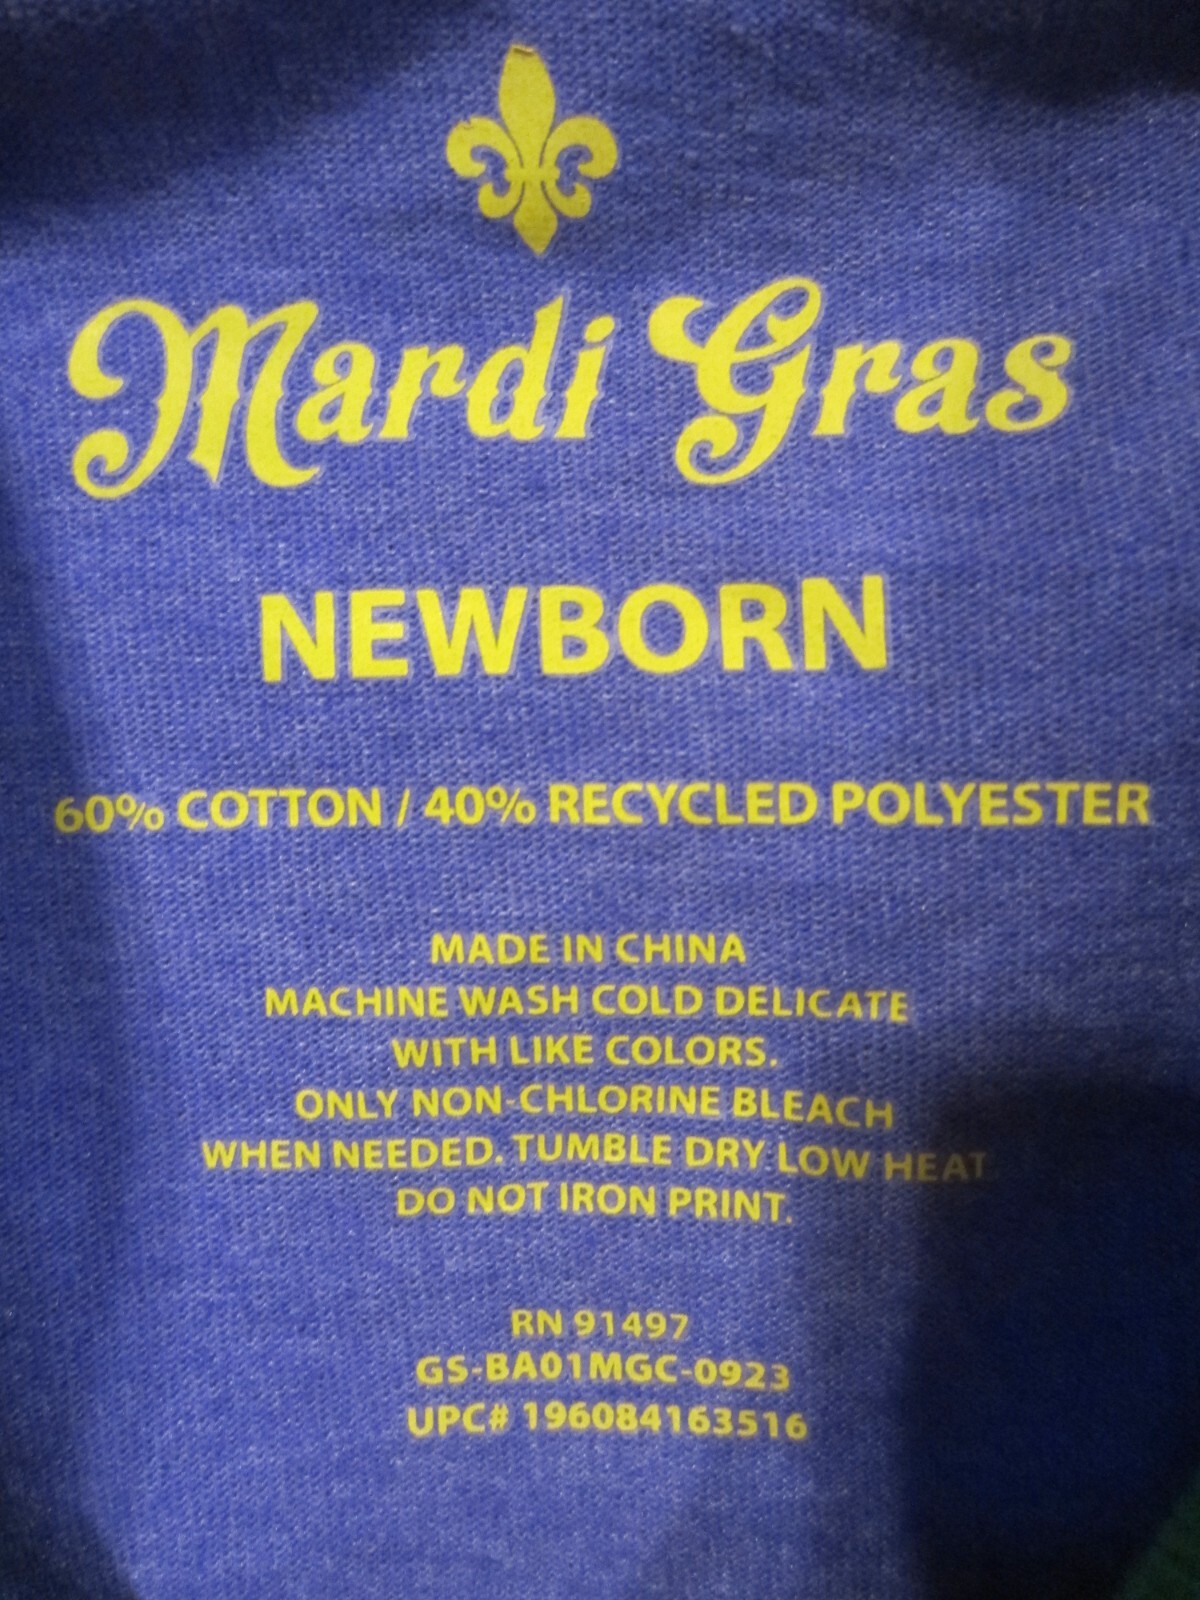 Mardi Gras
NEWBORN
60% COTTON / 40% RECYCLED POLYESTER
MADE IN CHINA
MACHINE WASH COLD DELICATE
WITH LIKE COLORS.
ONLY NON-CHLORINE BLEACH
WHEN NEEDED. TUMBLE DRY LOW HEAT
DO NOT IRON PRINT.
RN 91497
GS-BA01MGC-0923
UPC# 196084163516